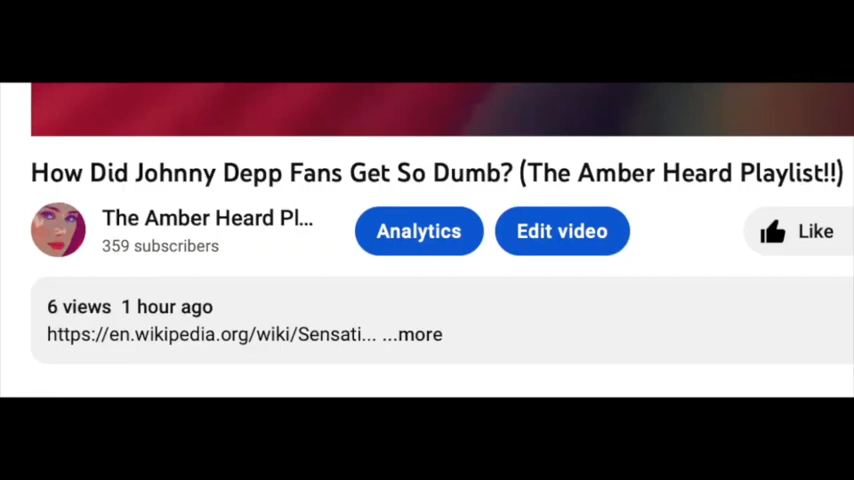 How Did Johnny Depp Fans Get So Dumb? (The Amber Heard Playlist!!)
The Amber Heard Pl...
359 subscribers
Analytics
Edit video
Like
6 views 1 hour ago
https://en.wikipedia.org/wiki/Sensati... ...more